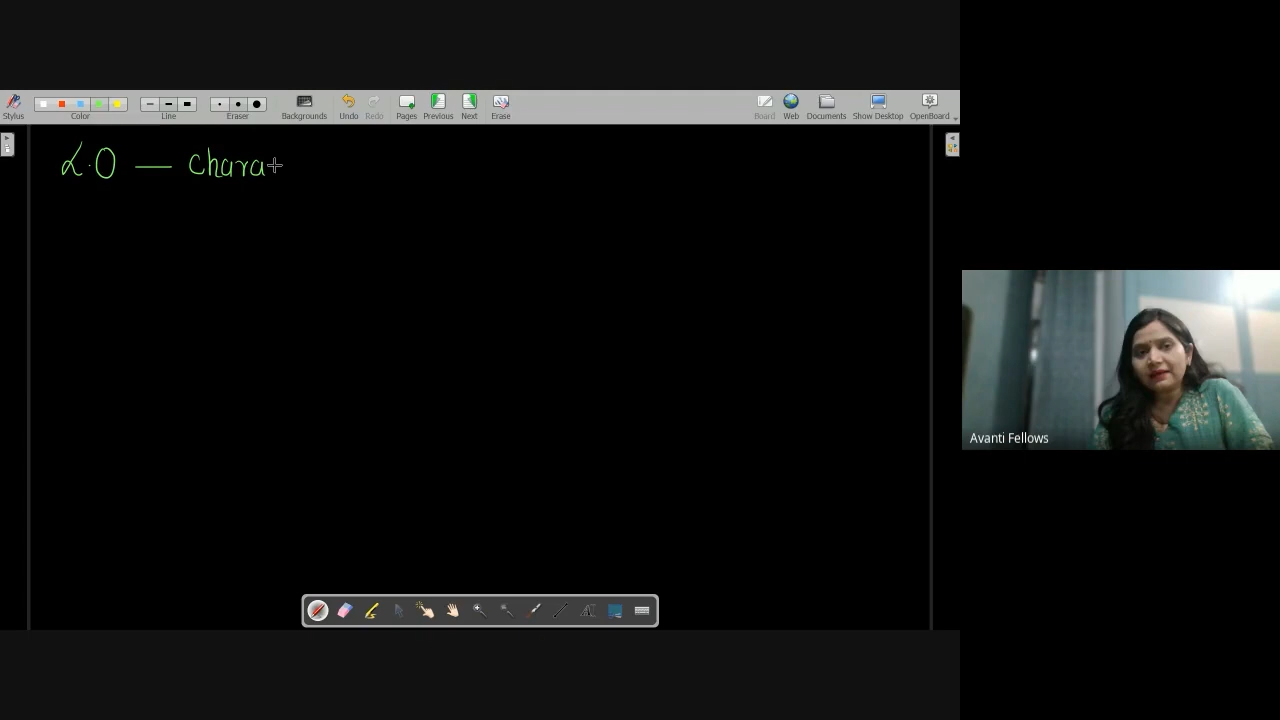 Stylus Color Line Eraser Backgrounds Undo Redo Pages Previous Next Erase Board Web Documents Show Desktop OpenBoard
L.O — chara
Avanti Fellows